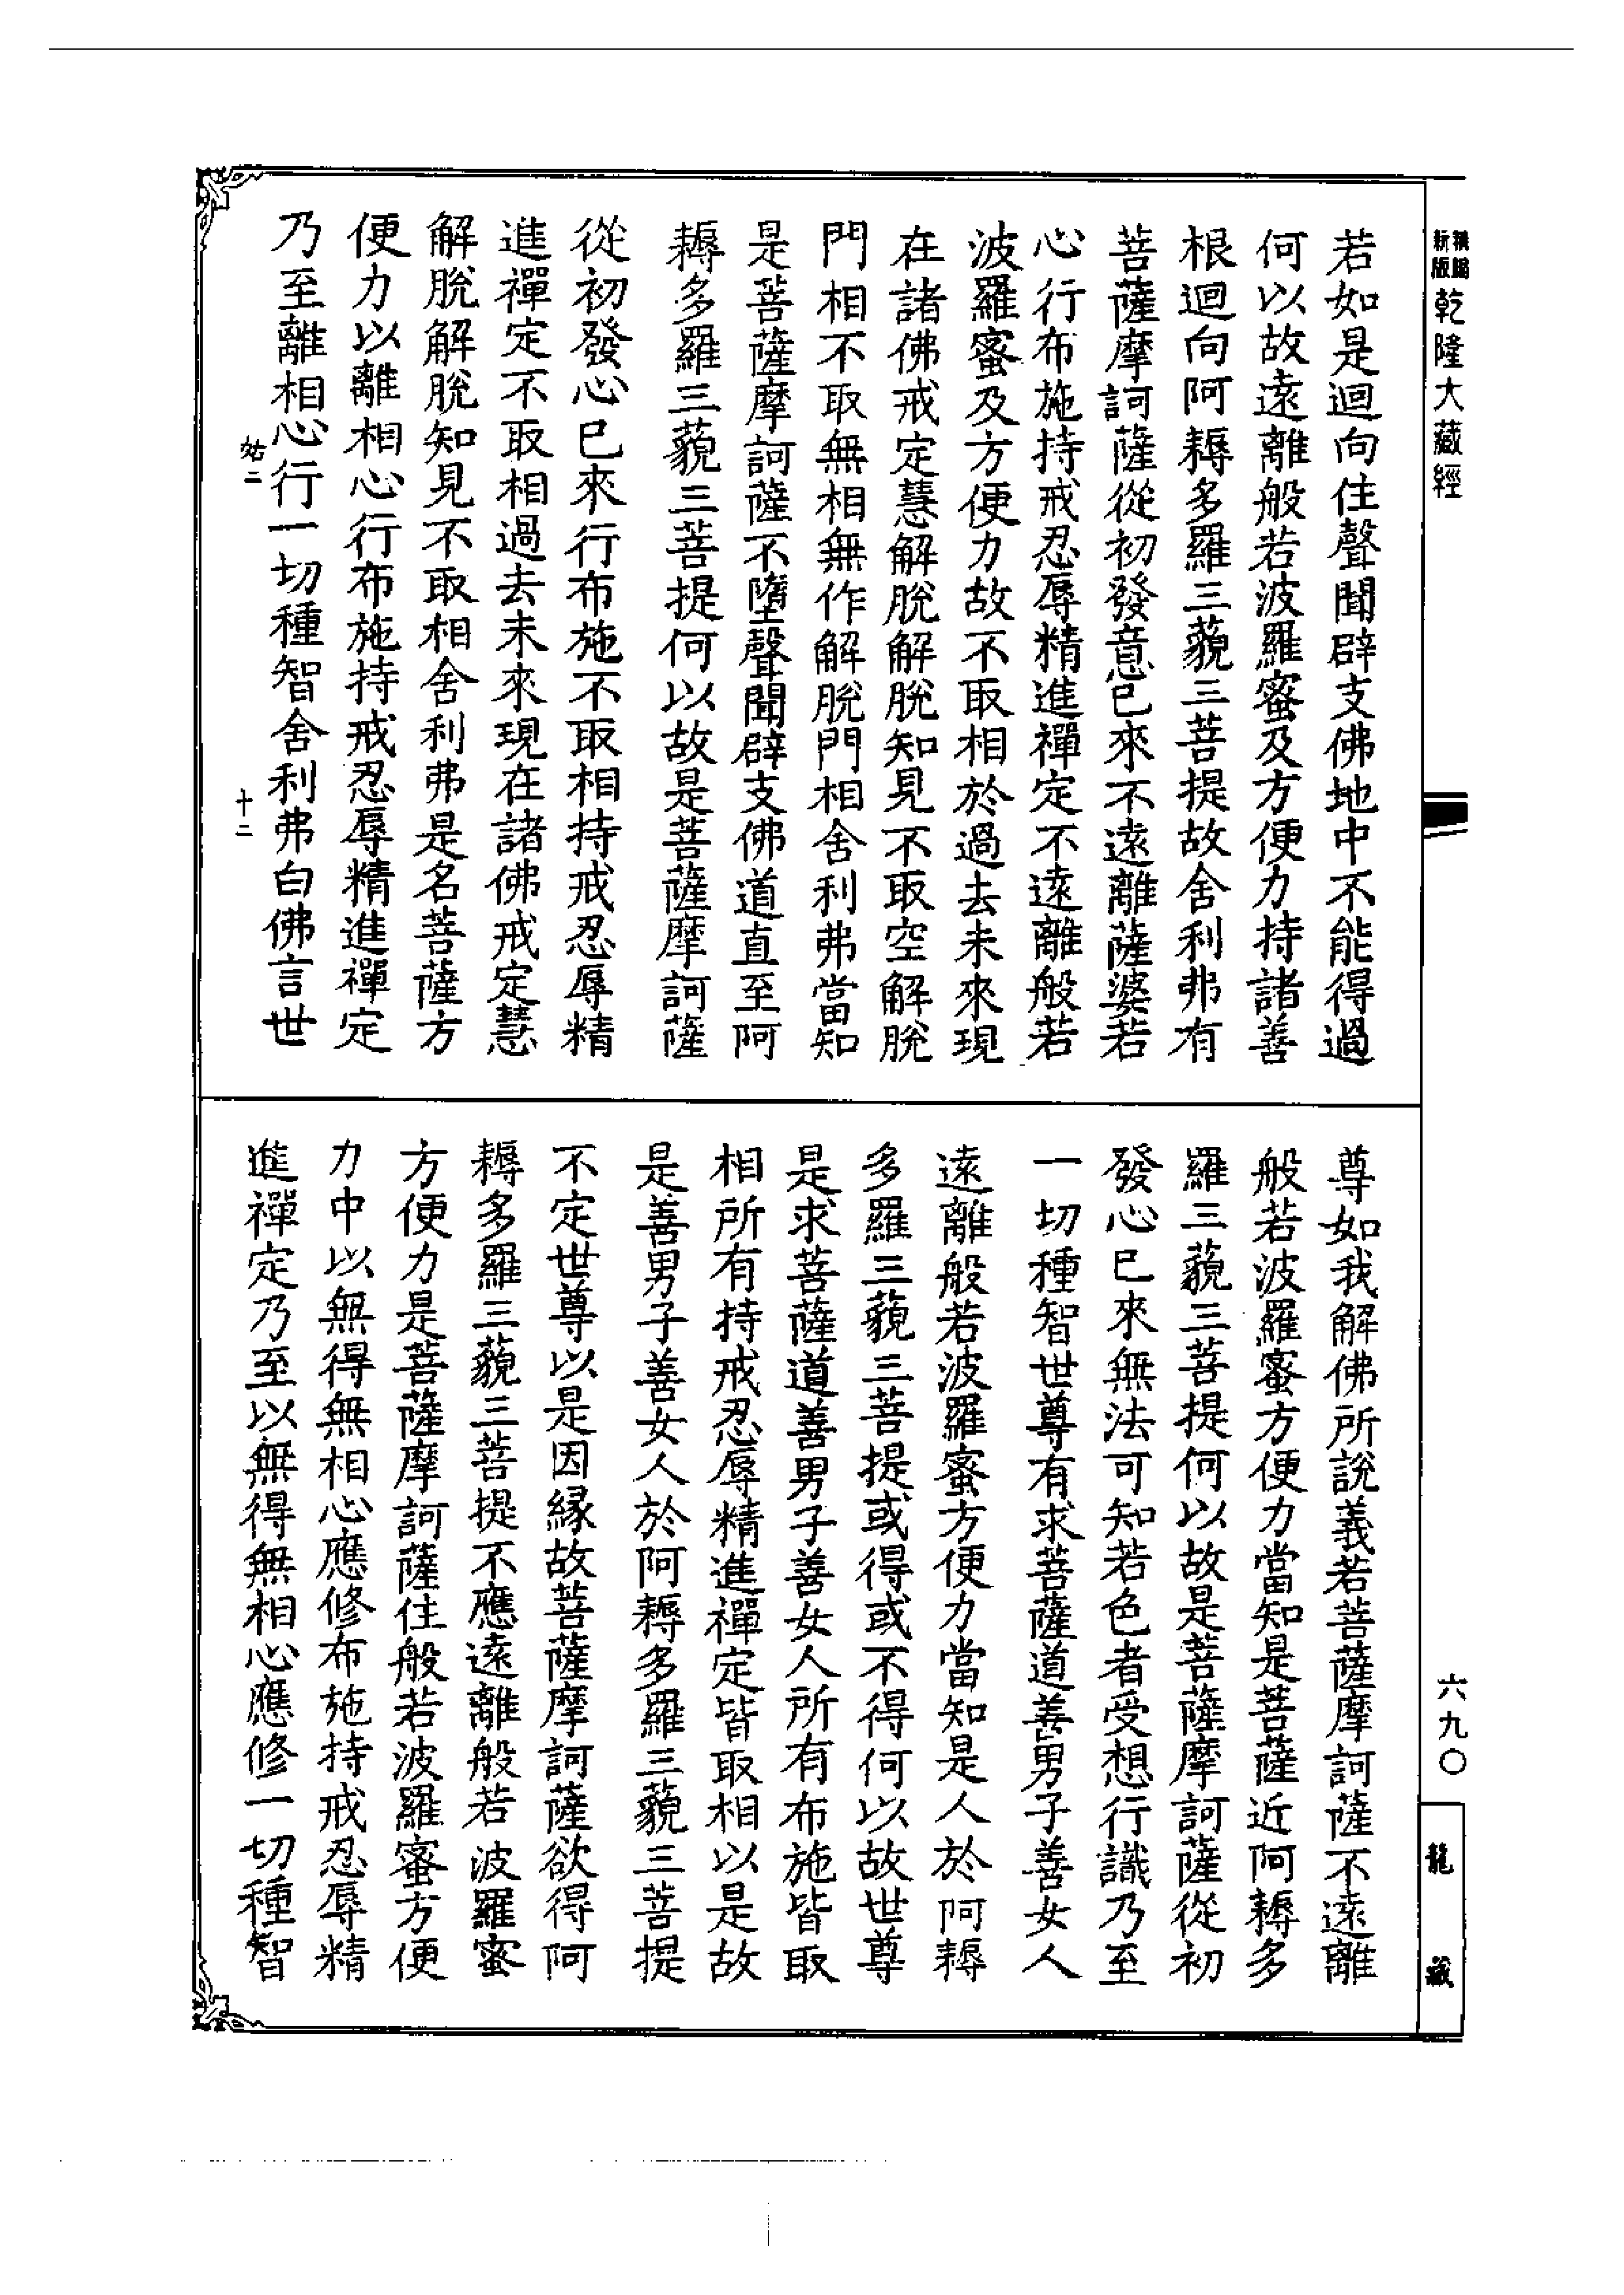 新版
乾隆大藏經
若如是迴向住聲聞辟支佛地中不能得過
何以故遠離般若波羅蜜及方便力持諸善
根迴向阿耨多羅三藐三菩提故舍利弗有
菩薩摩訶薩從初發意已來不遠離薩婆若
心行布施持戒忍辱精進禪定不遠離般若
波羅蜜及方便力故不取相於過去未來現
在諸佛戒定慧解脫解脫知見不取空解脫
門相不取無相無作解脫門相舍利弗當知
是菩薩摩訶薩不墮聲聞辟支佛道直至阿
耨多羅三藐三菩提何以故是菩薩摩訶薩
從初發心已來行布施不取相持戒忍辱精
進禪定不取相過去未來現在諸佛戒定慧
解脫解脫知見不取相舍利弗是名菩薩方
便力以離相心行布施持戒忍辱精進禪定
乃至離相心行一切種智舍利弗白佛言世
十二
尊如我解佛所說義若菩薩摩訶薩不遠離
般若波羅蜜方便力當知是菩薩近阿耨多
羅三藐三菩提何以故是菩薩摩訶薩從初
發心已來無法可知若色者受想行識乃至
一切種智世尊有求菩薩道善男子善女人
遠離般若波羅蜜方便力當知是人於阿耨
多羅三藐三菩提或得或不得何以故世尊
是求菩薩道善男子善女人所有布施皆取
相所有持戒忍辱精進禪定皆取相以是故
是善男子善女人於阿耨多羅三藐三菩提
不定世尊以是因緣故菩薩摩訶薩欲得阿
耨多羅三藐三菩提不應遠離般若波羅蜜
方便力是菩薩摩訶薩住般若波羅蜜方便
力中以無得無相心應修布施持戒忍辱精
進禪定乃至以無得無相心應修一切種智
六九〇
龍藏